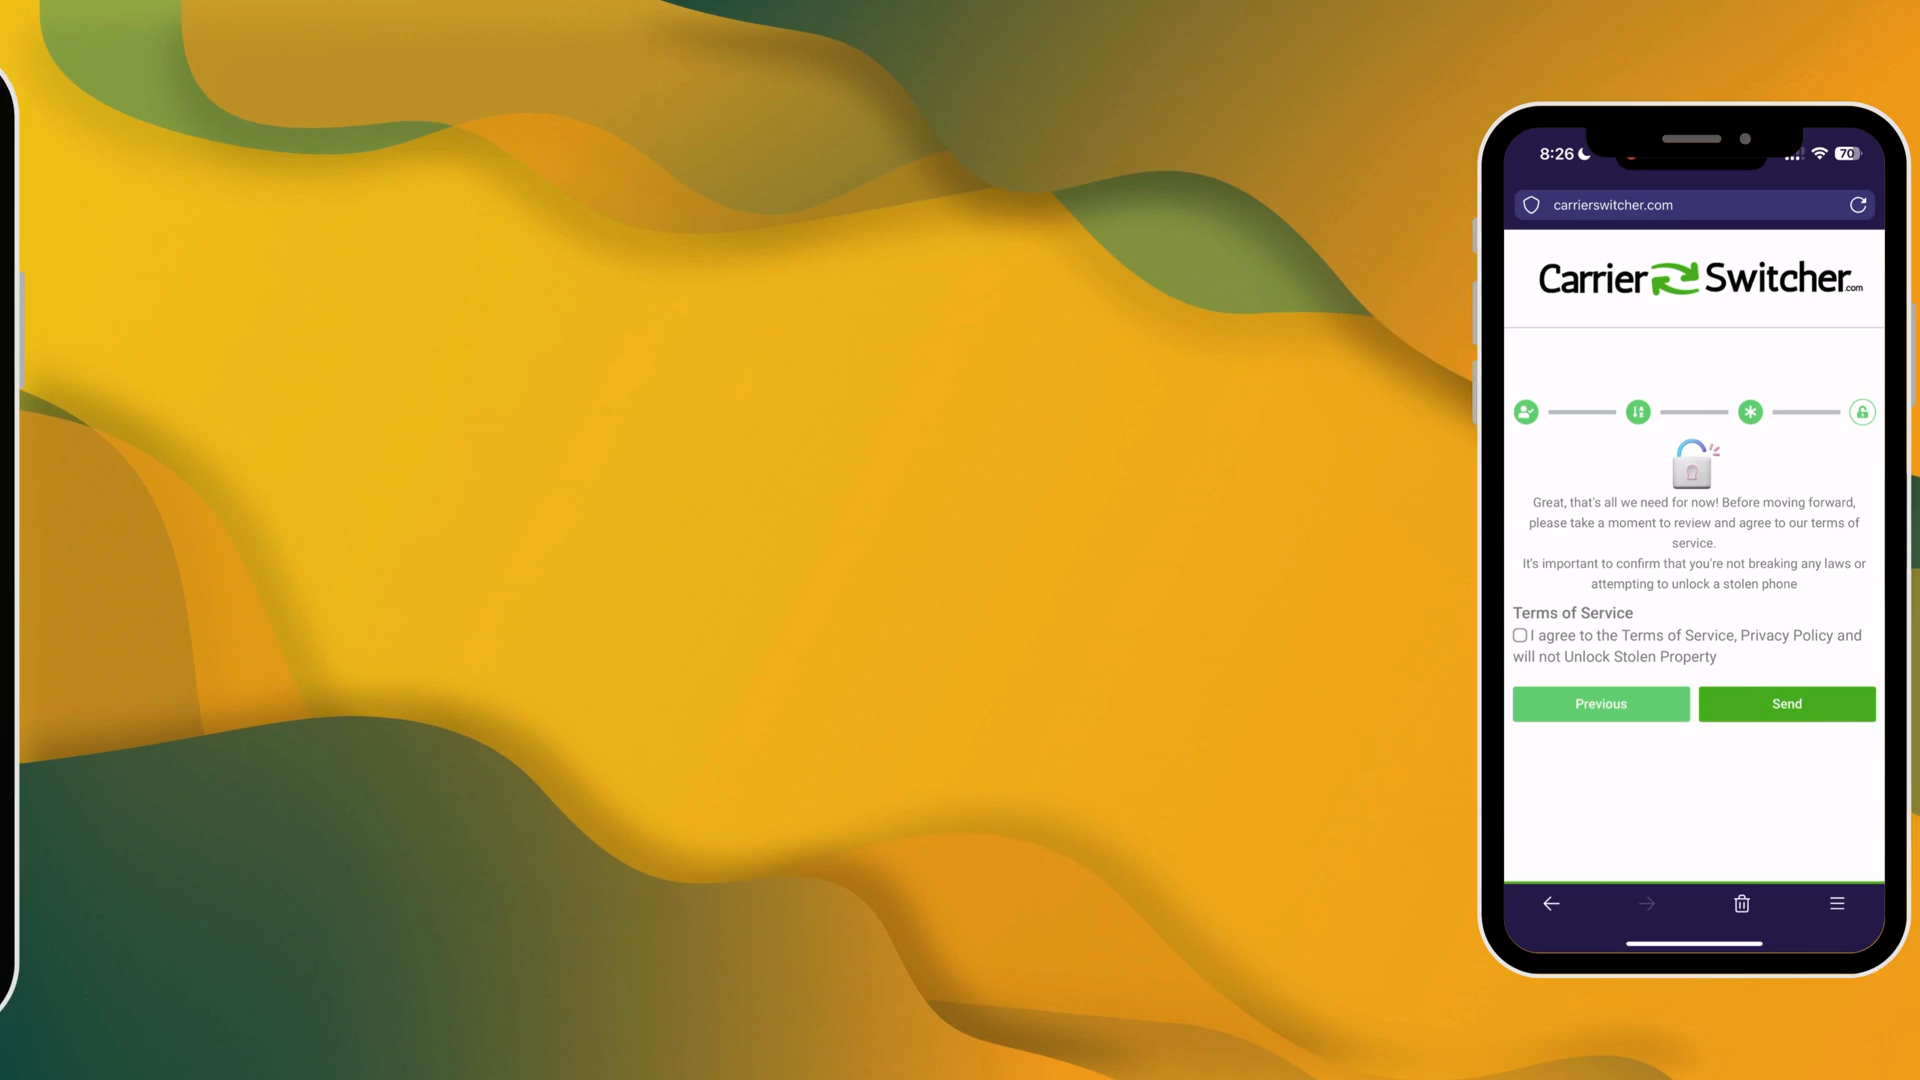 8:26
70
carrierswitcher.com
Carrier Switcher.com
Great, that's all we need for now! Before moving forward,
please take a moment to review and agree to our terms of
service.
It's important to confirm that you're not breaking any laws or
attempting to unlock a stolen phone
Terms of Service
I agree to the Terms of Service, Privacy Policy and
will not Unlock Stolen Property
Previous
Send